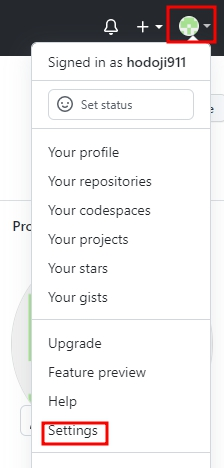 Signed in as hodoji911
Set status
Your profile
Your repositories
Your codespaces
Your projects
Your stars
Your gists
Upgrade
Feature preview
Help
Settings